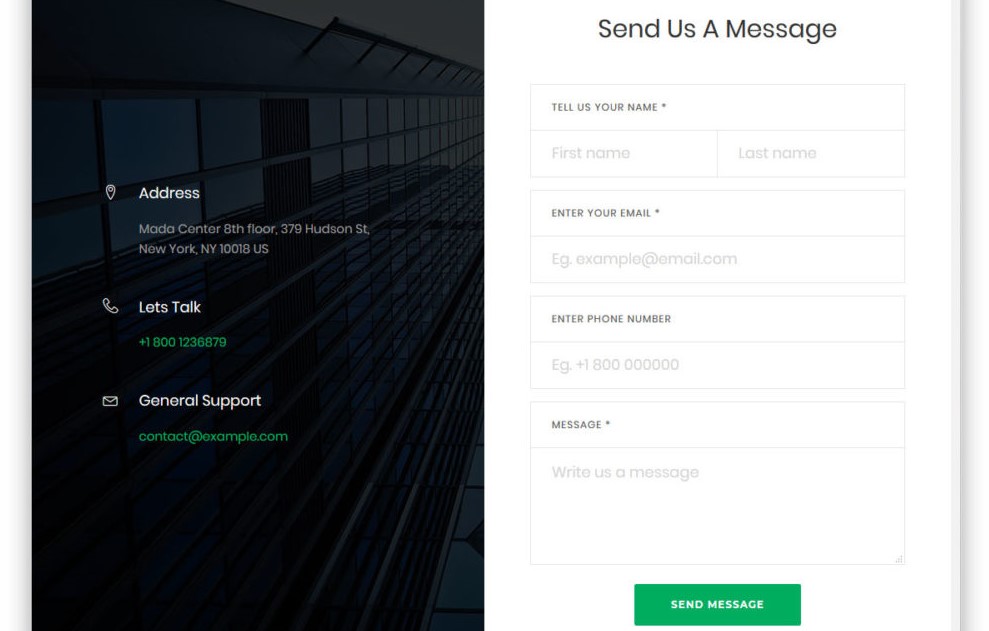 Send Us A Message
TELL US YOUR NAME *
First name
Last name
ENTER YOUR EMAIL *
Eg. example@email.com
ENTER PHONE NUMBER
Eg. +1 800 000000
MESSAGE *
Write us a message
SEND MESSAGE
Address
Mada Center 8th floor, 379 Hudson St,
New York, NY 10018 US
Lets Talk
+1 800 1236879
General Support
contact@example.com